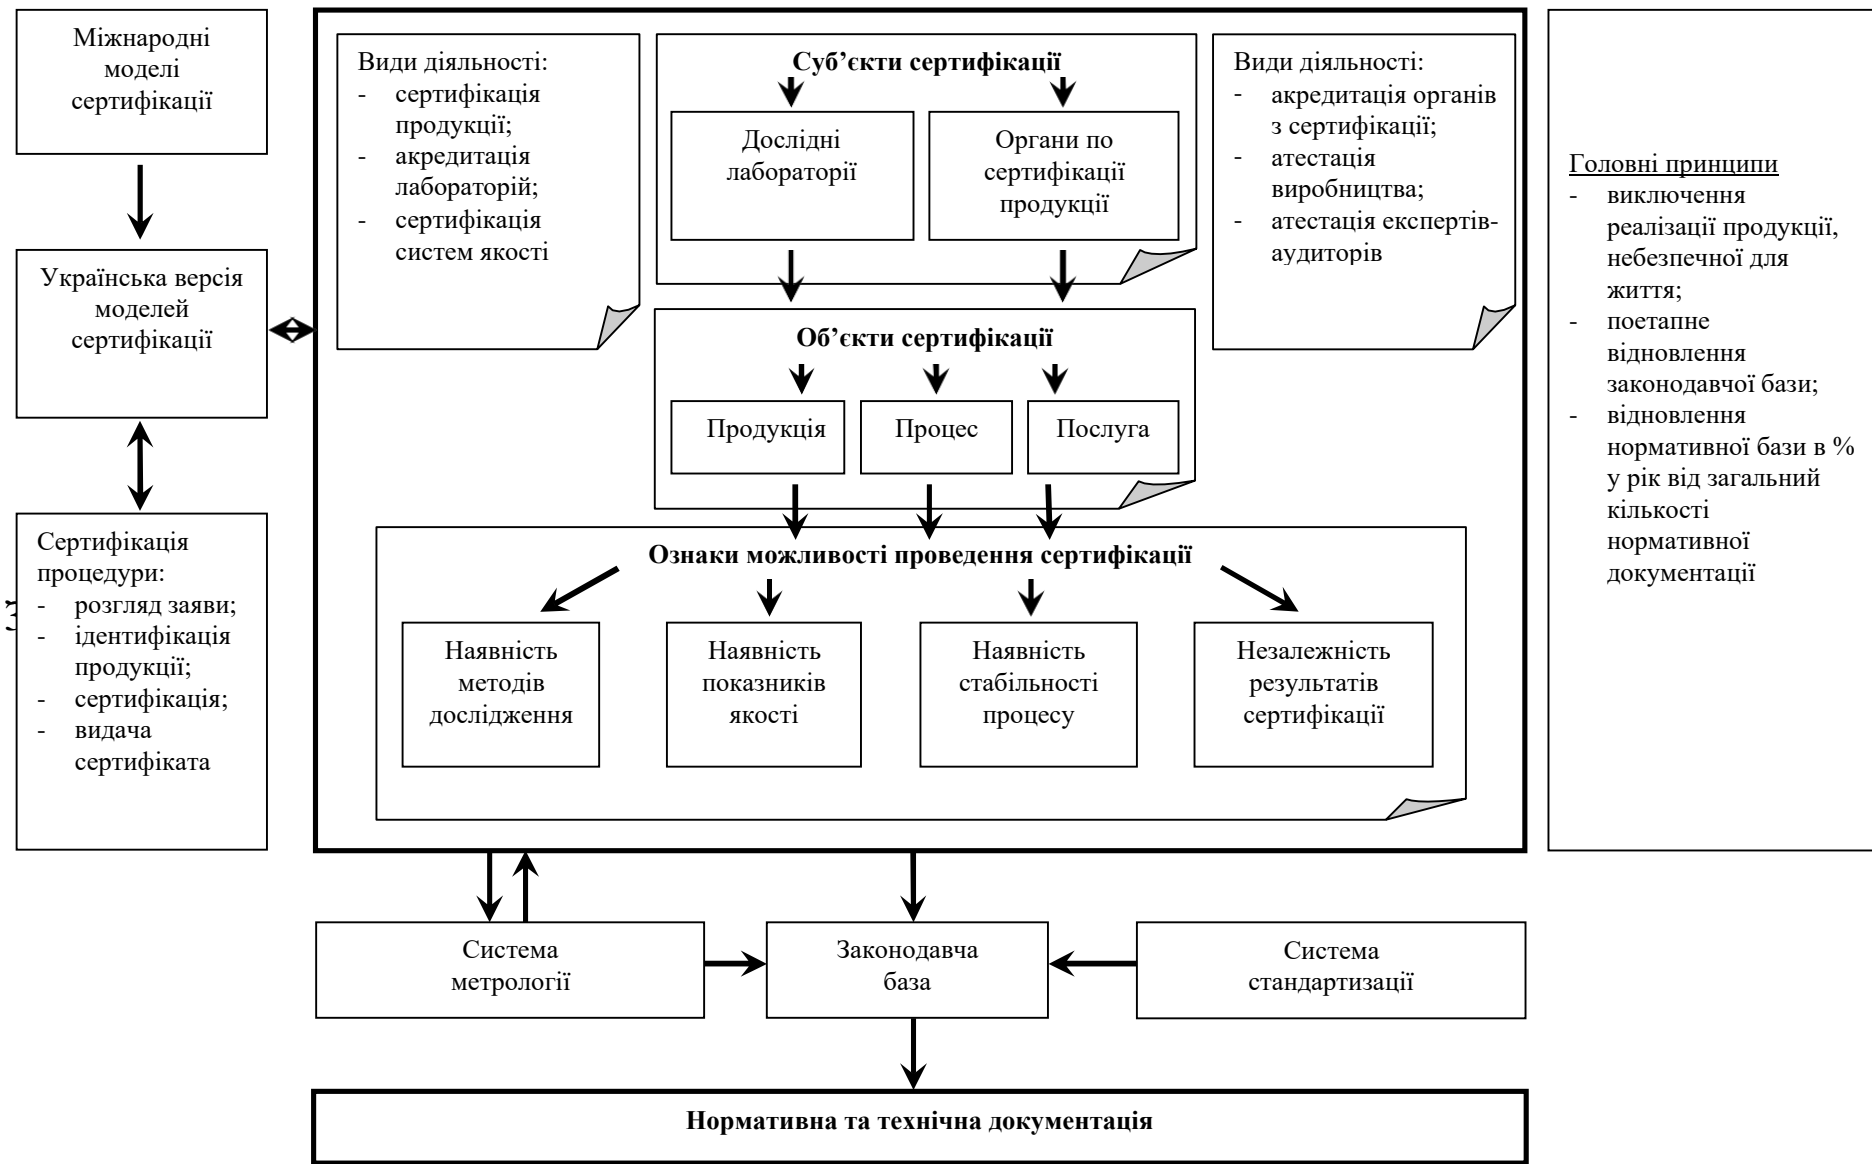 Міжнародні
моделі
сертифікації
Українська версія
моделей
сертифікації
Сертифікація
процедури:
- розгляд заяви;
- ідентифікація
продукції;
- сертифікація;
- видача
сертифіката
Види діяльності:
- сертифікація
продукції;
- акредитація
лабораторій;
- сертифікація
систем якості
Суб’єкти сертифікації
Дослідні
лабораторії
Органи по
сертифікації
продукції
Види діяльності:
- акредитація органів
з сертифікації;
- атестація
виробництва;
- атестація експертів-
аудиторів
Об’єкти сертифікації
Продукція
Процес
Послуга
Ознаки можливості проведення сертифікації
Наявність
методів
дослідження
Наявність
показників
якості
Наявність
стабільності
процесу
Незалежність
результатів
сертифікації
Головні принципи
- виключення
реалізації продукції,
небезпечної для
життя;
- поетапне
відновлення
законодавчої бази;
- відновлення
нормативної бази в %
у рік від загальний
кількості
нормативної
документації
Система
метрології
Законодавча
база
Система
стандартизації
Нормативна та технічна документація